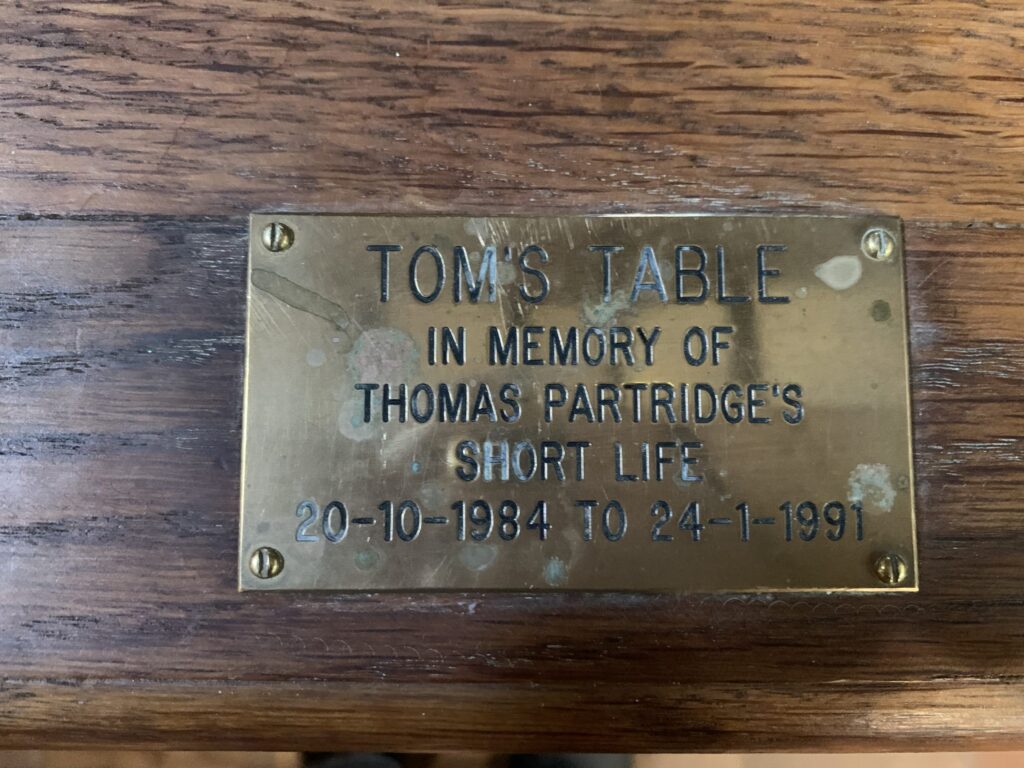 TOM'S TABLE
IN MEMORY OF
THOMAS PARTRIDGE'S
SHORT LIFE
20-10-1984 TO 24-1-1991